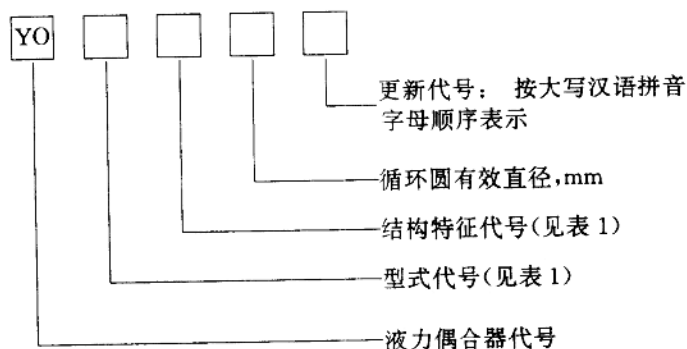 YO
更新代号： 按大写汉语拼音
字母顺序表示
循环圆有效直径,mm
结构特征代号(见表 1)
型式代号(见表 1)
液力偶合器代号